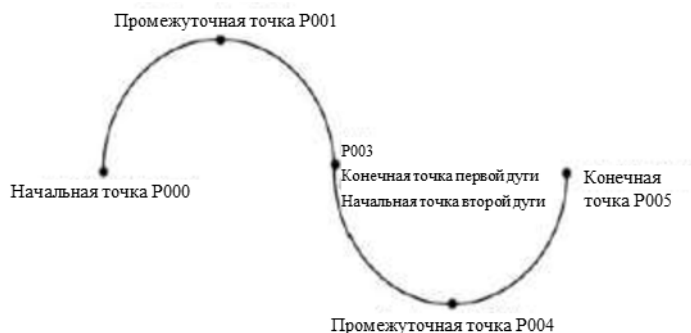 Промежуточная точка P001
P003
Конечная точка первой дуги
Начальная точка второй дуги
Начальная точка P000
Конечная
точка P005
Промежуточная точка P004